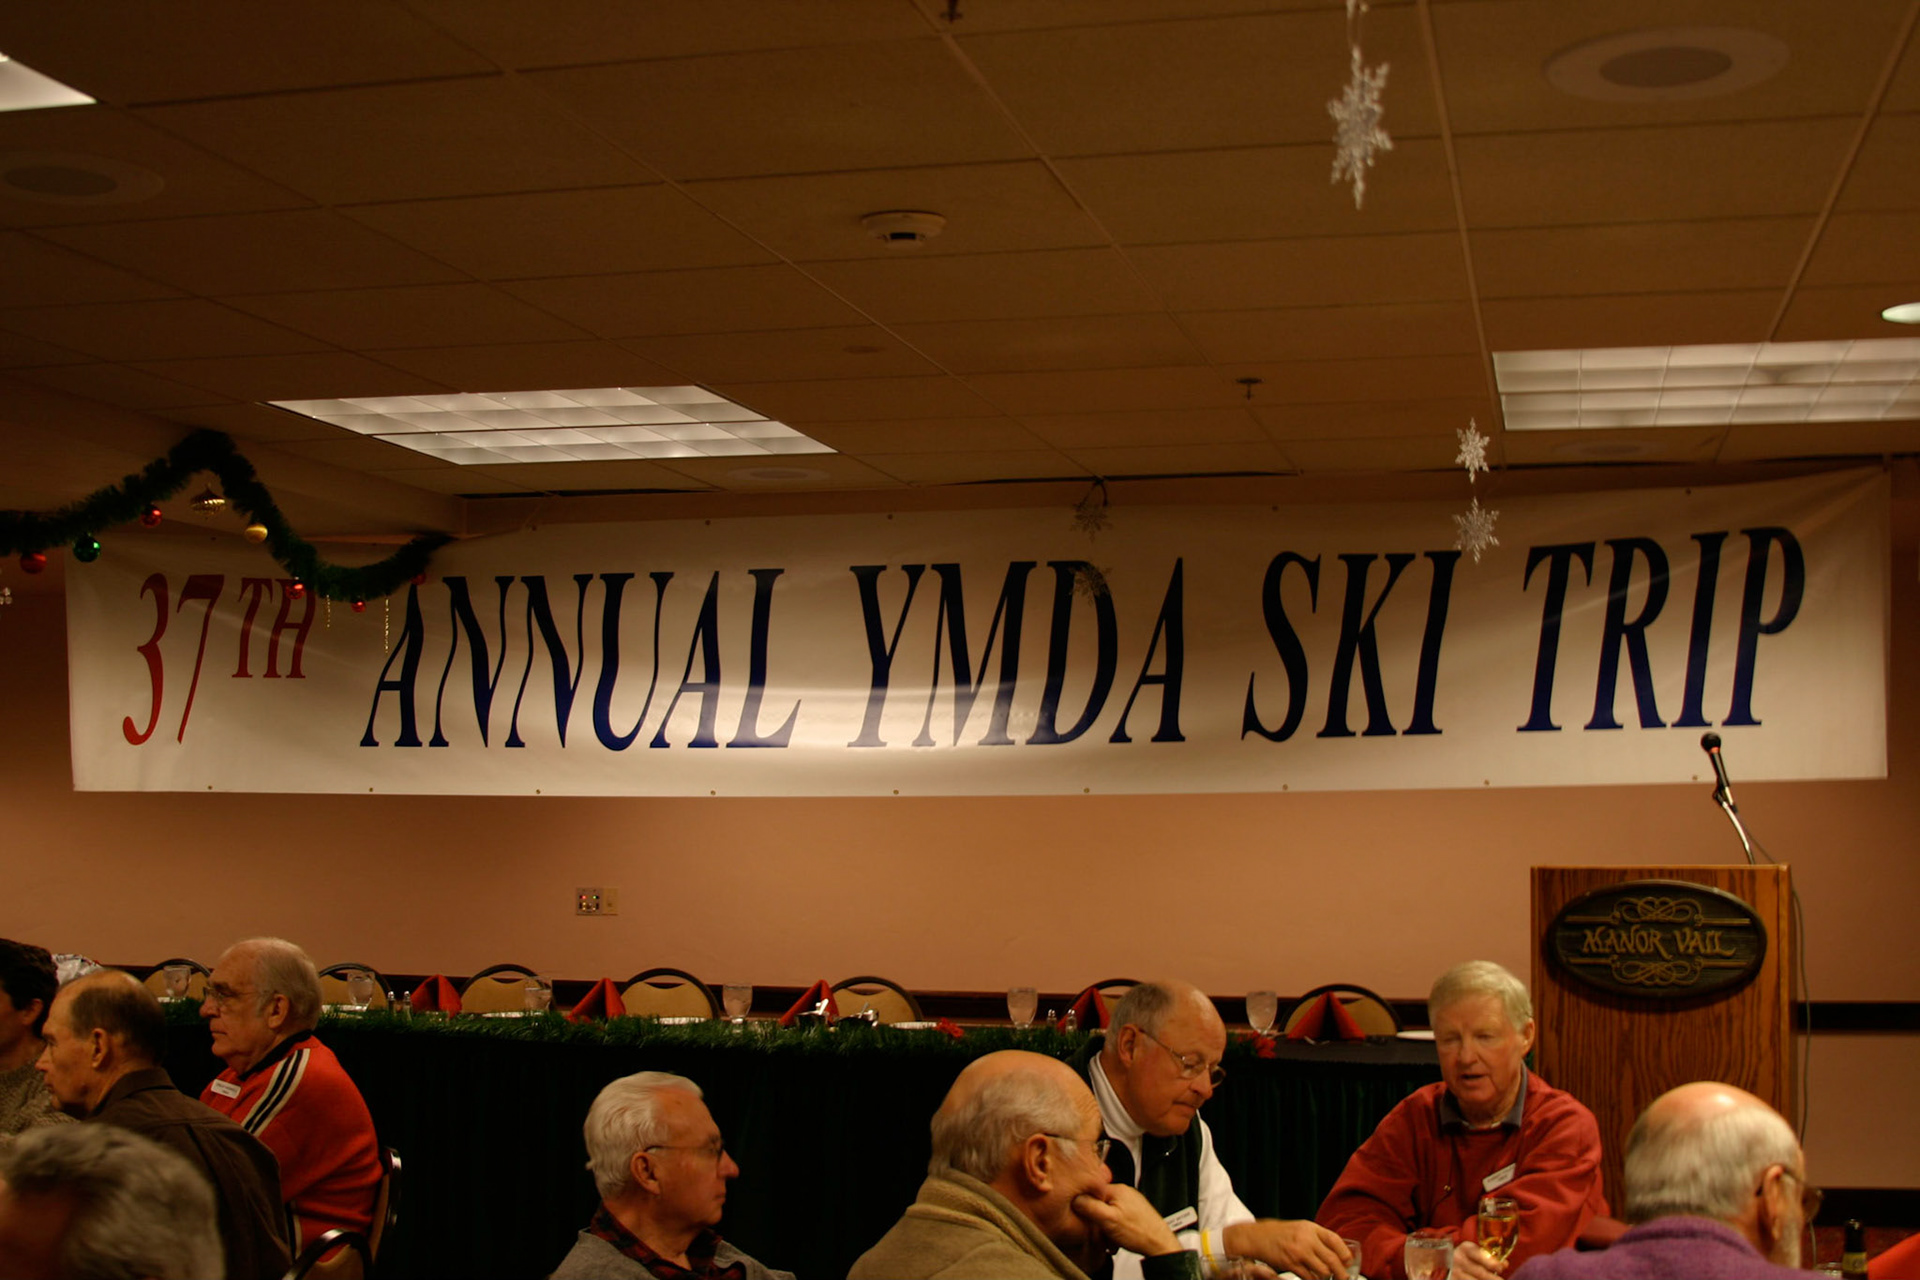 37TH ANNUAL YMDA SKI TRIP
MANOR VAIL